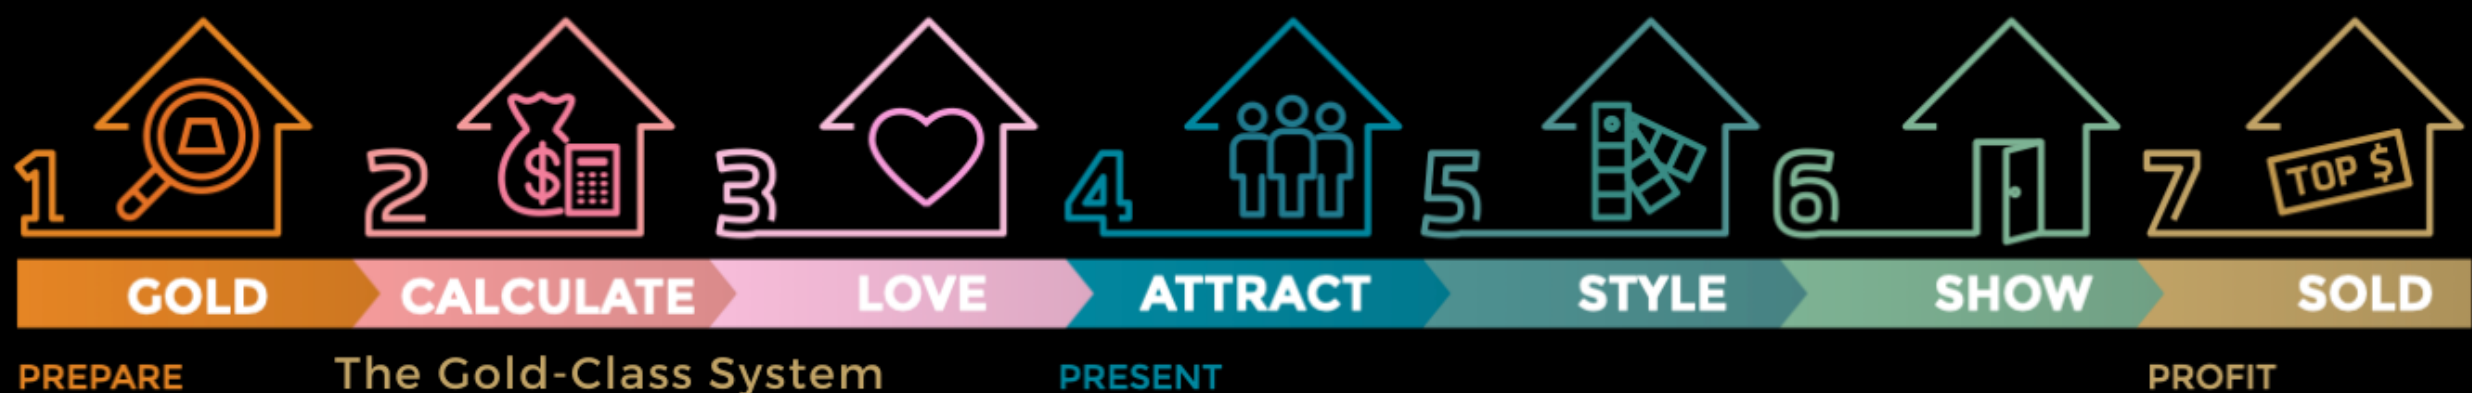 1 2 3 4 5 6 7
$ TOP $
GOLD CALCULATE LOVE ATTRACT STYLE SHOW SOLD
PREPARE The Gold-Class System PRESENT PROFIT